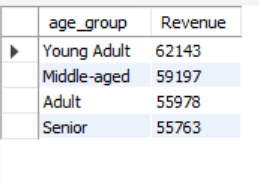 age_group Revenue
Young Adult 62143
Middle-aged 59197
Adult 55978
Senior 55763